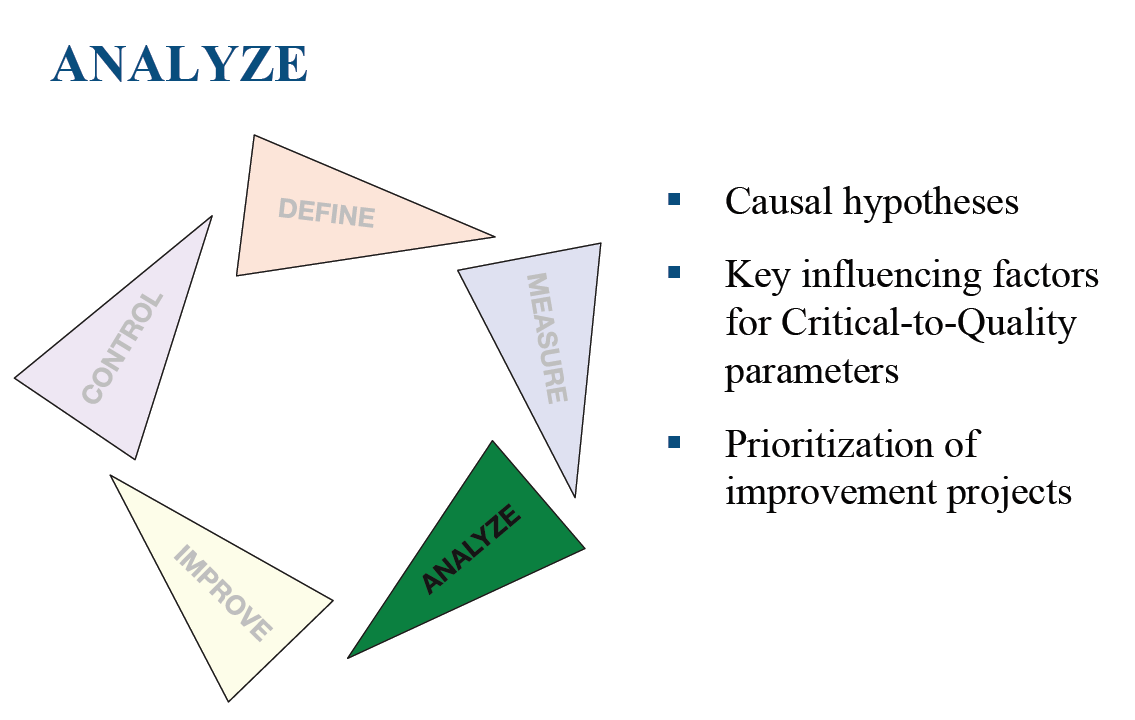 ANALYZE
DEFINE
MEASURE
ANALYZE
IMPROVE
CONTROL
Causal hypotheses
Key influencing factors
for Critical-to-Quality
parameters
Prioritization of
improvement projects